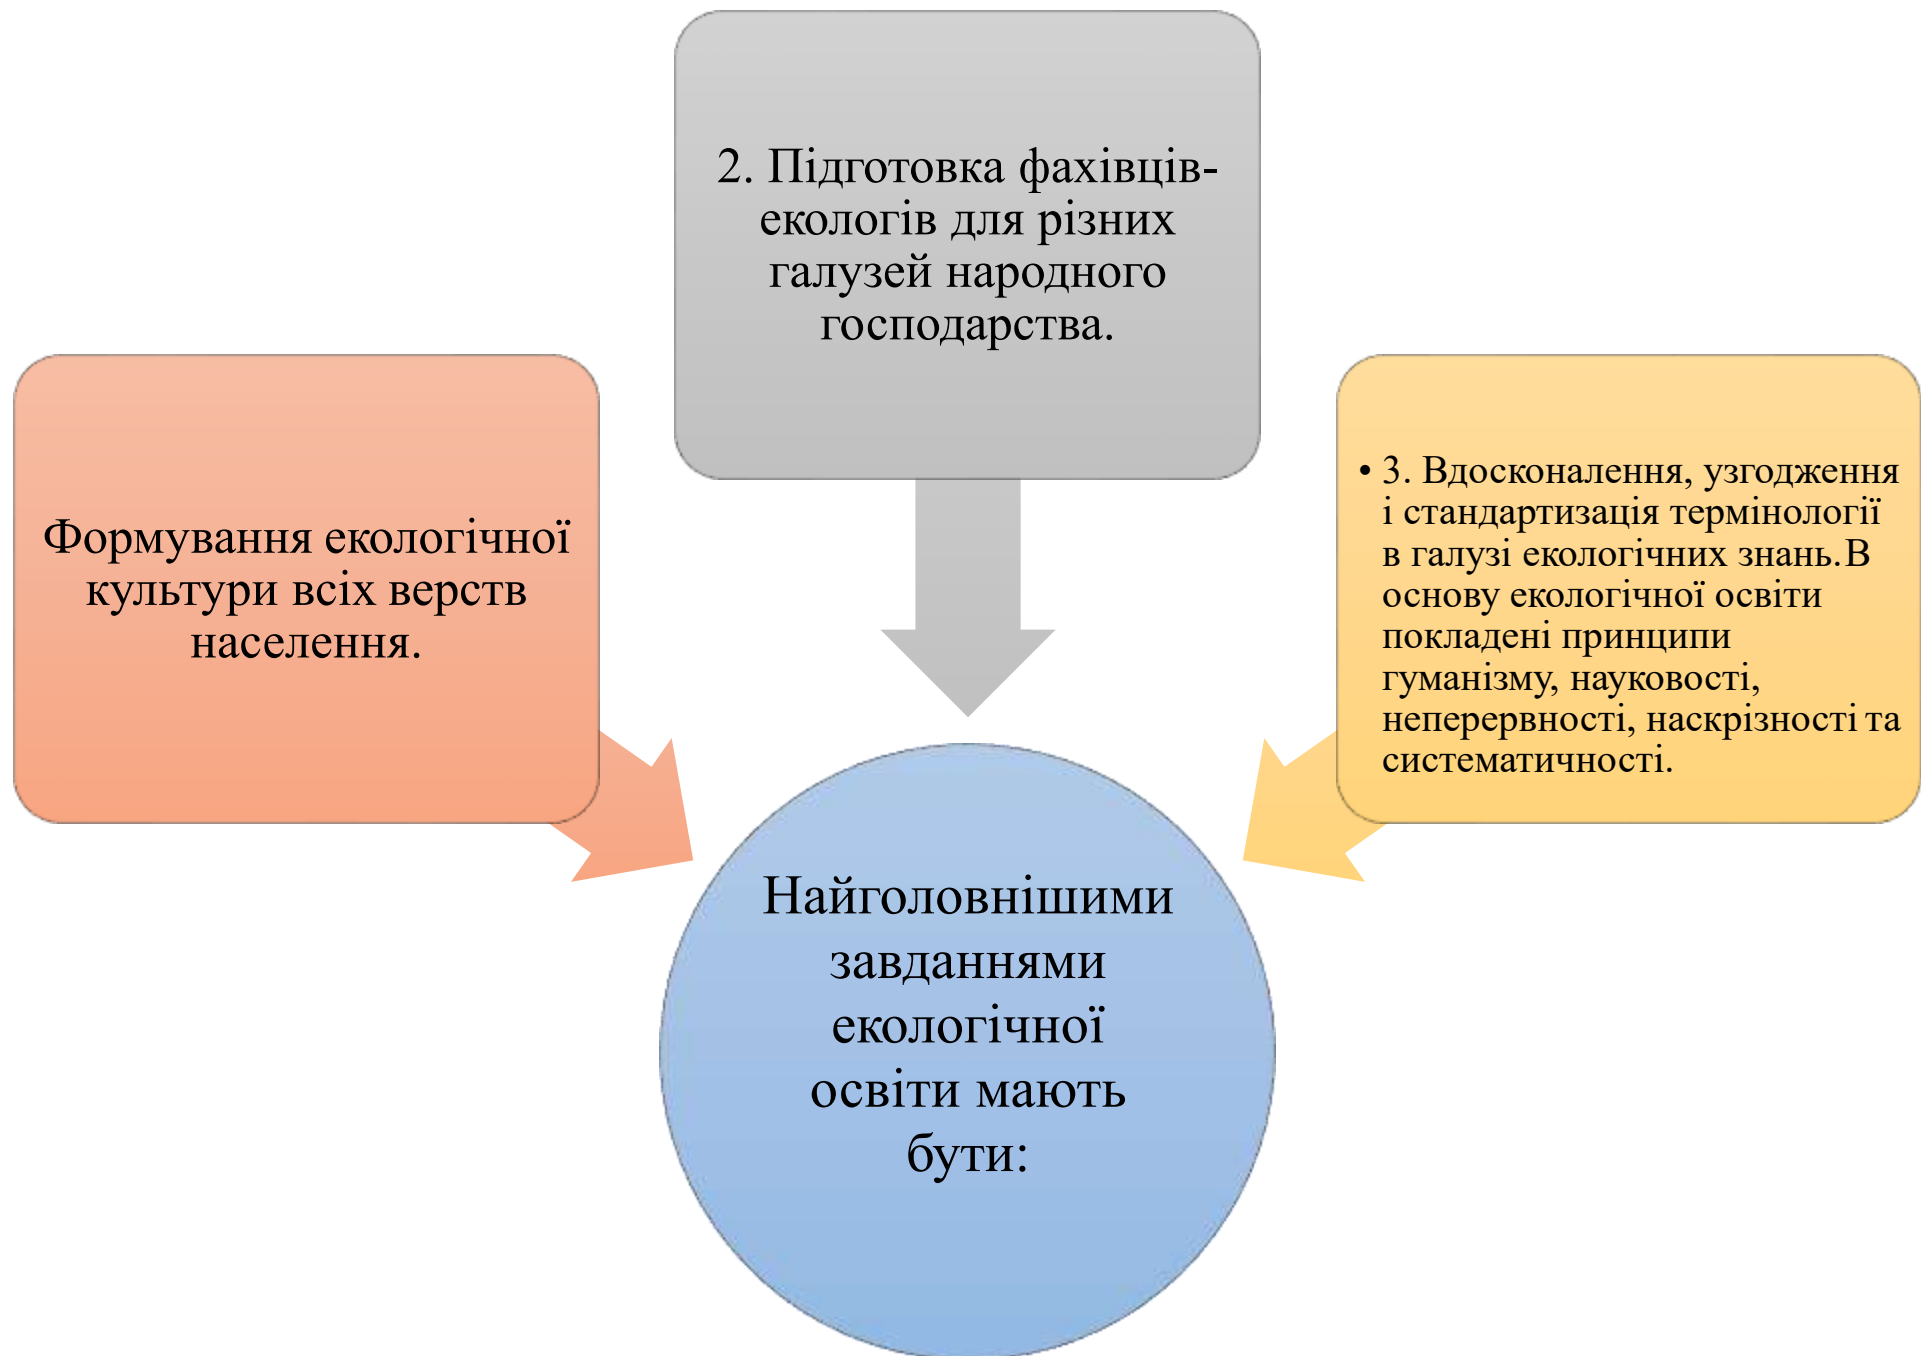 2. Підготовка фахівців-
екологів для різних
галузей народного
господарства.
Формування екологічної
культури всіх верств
населення.
• 3. Вдосконалення, узгодження
і стандартизація термінології
в галузі екологічних знань.В
основу екологічної освіти
покладені принципи
гуманізму, науковості,
неперервності, наскрізності та
систематичності.
Найголовнішими
завданнями
екологічної
освіти мають
бути: